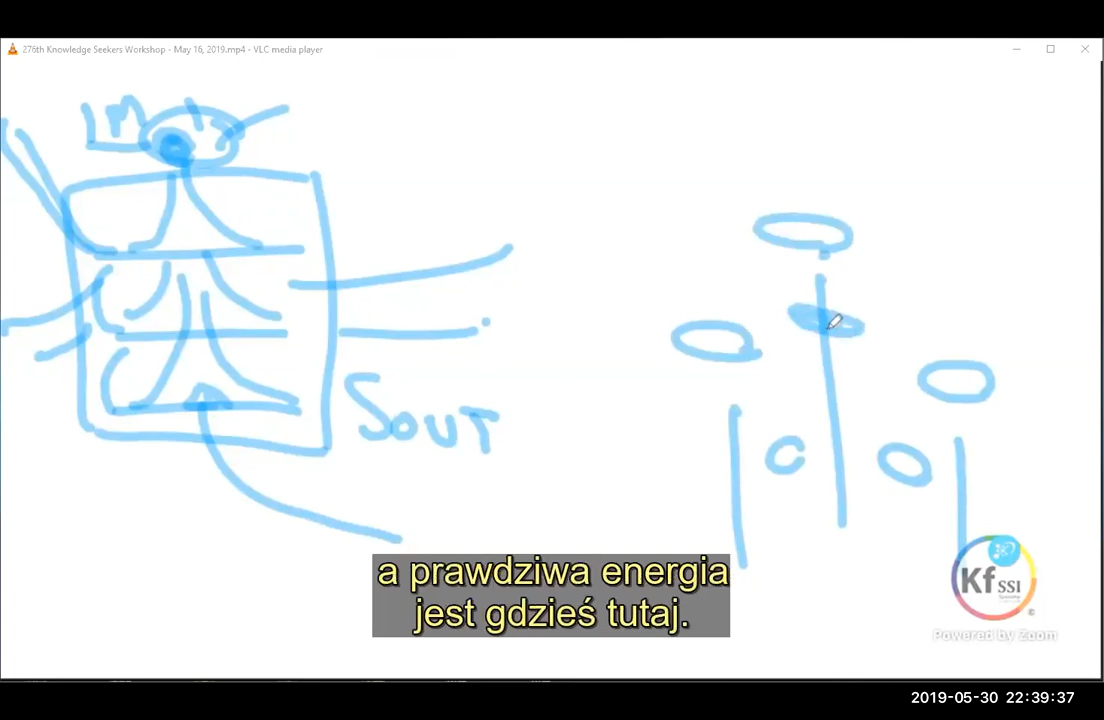 276th Knowledge Seekers Workshop - May 16, 2019.mp4 - VLC media player
IM
SOUT
C O
a prawdziwa energia
jest gdzieś tutaj.
Kf SSI
Powered by Zoom
2019-05-30 22:39:37